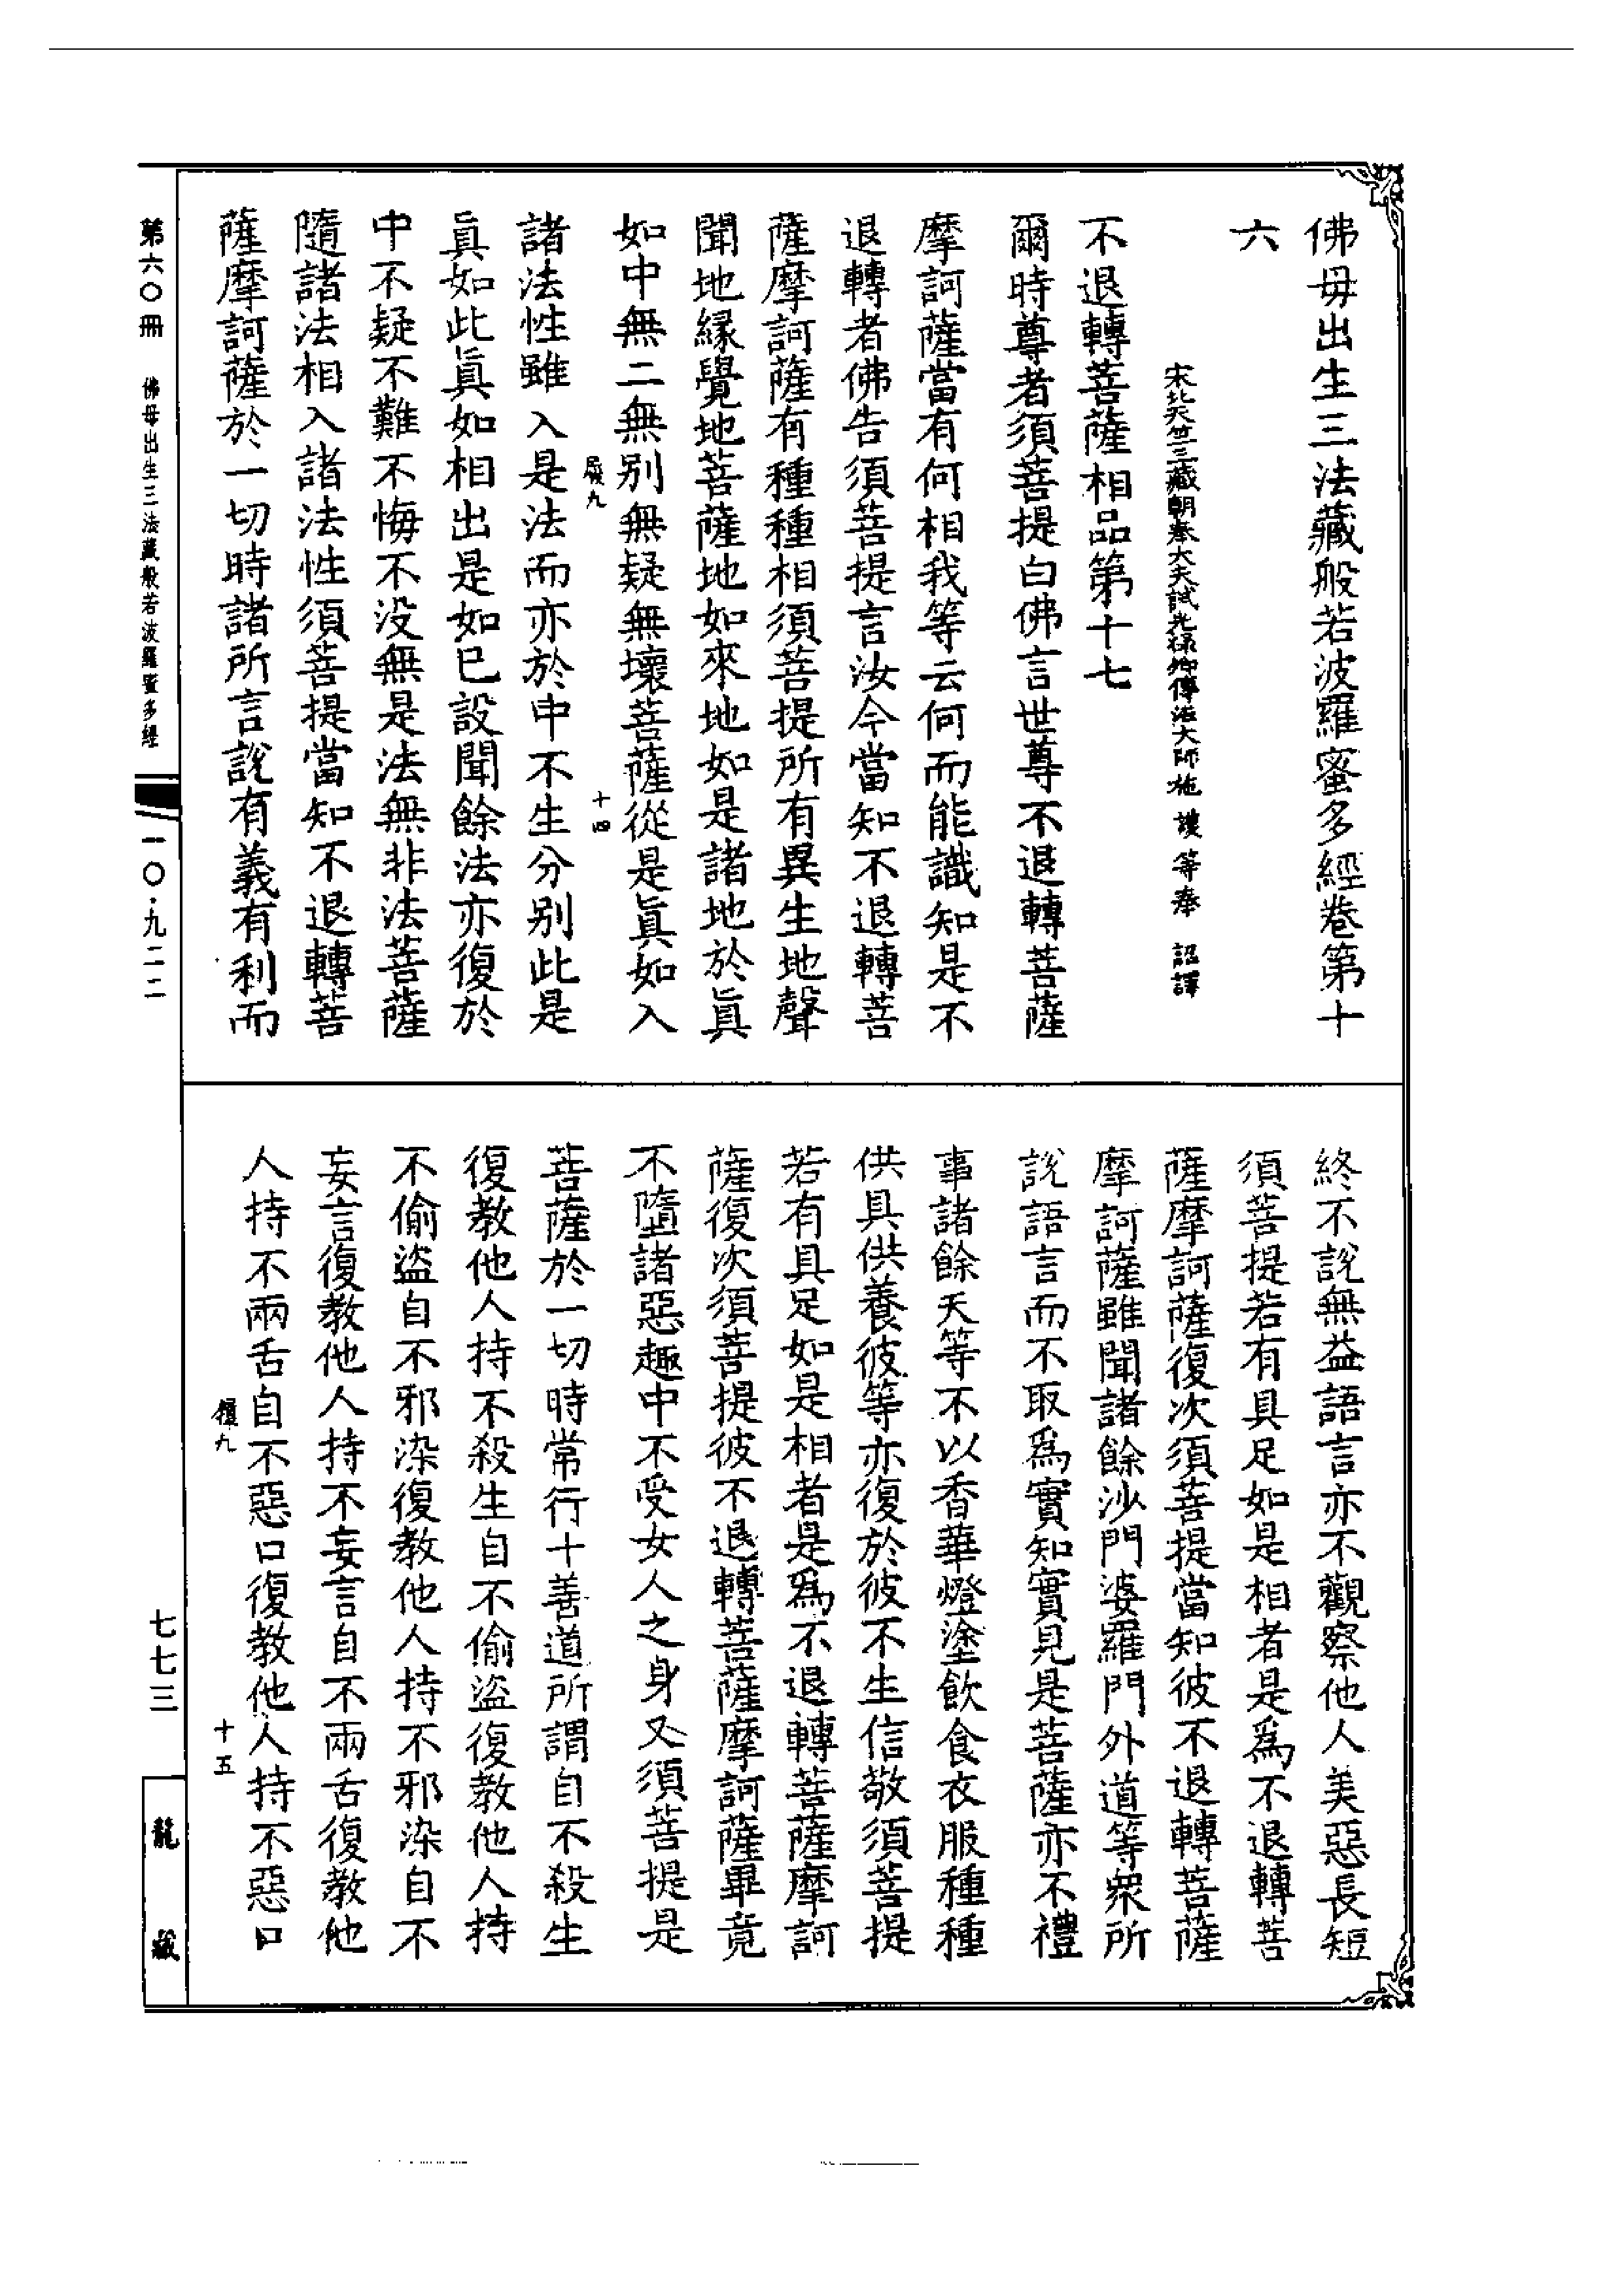 佛母出生三法藏般若波羅蜜多經卷第十
六
宋北天竺三藏朝奉大夫試光祿卿傳法大師施護等奉 詔譯
不退轉菩薩相品第十七
爾時尊者須菩提白佛言世尊不退轉菩薩
摩訶薩當有何相我等云何而能識知是不
退轉者佛告須菩提言汝今當知不退轉菩
薩摩訶薩有種種相須菩提所有異生地聲
聞地緣覺地菩薩地如來地如是諸地於眞
如中無二無別無疑無壞菩薩從是眞如入
九
十四
諸法性雖入是法而亦於中不生分別此是
眞如此眞如相出是如已設聞餘法亦復於
中不疑不難不悔不没無是法無非法菩薩
隨諸法相入諸法性須菩提當知不退轉菩
薩摩訶薩於一切時諸所言說有義有利而
終不說無益語言亦不觀察他人美惡長短
須菩提若有具足如是相者是爲不退轉菩
薩摩訶薩復次須菩提當知彼不退轉菩薩
摩訶薩雖聞諸餘沙門婆羅門外道等衆所
說語言而不取爲實知實見是菩薩亦不禮
事諸餘天等不以香華燈塗飲食衣服種種
供具供養彼等亦復於彼不生信敬須菩提
若有具足如是相者是爲不退轉菩薩摩訶
薩復次須菩提彼不退轉菩薩摩訶薩畢竟
不墮諸惡趣中不受女人之身又須菩提是
菩薩於一切時常行十善道所謂自不殺生
復教他人持不殺生自不偷盜復教他人持
不偷盜自不邪染復教他人持不邪染自不
妄言復教他人持不妄言自不兩舌復教他
人持不兩舌自不惡口復教他人持不惡口
九
十五
第六〇冊 佛母出生三法藏般若波羅蜜多經
一〇·九二二
七七三
龍藏